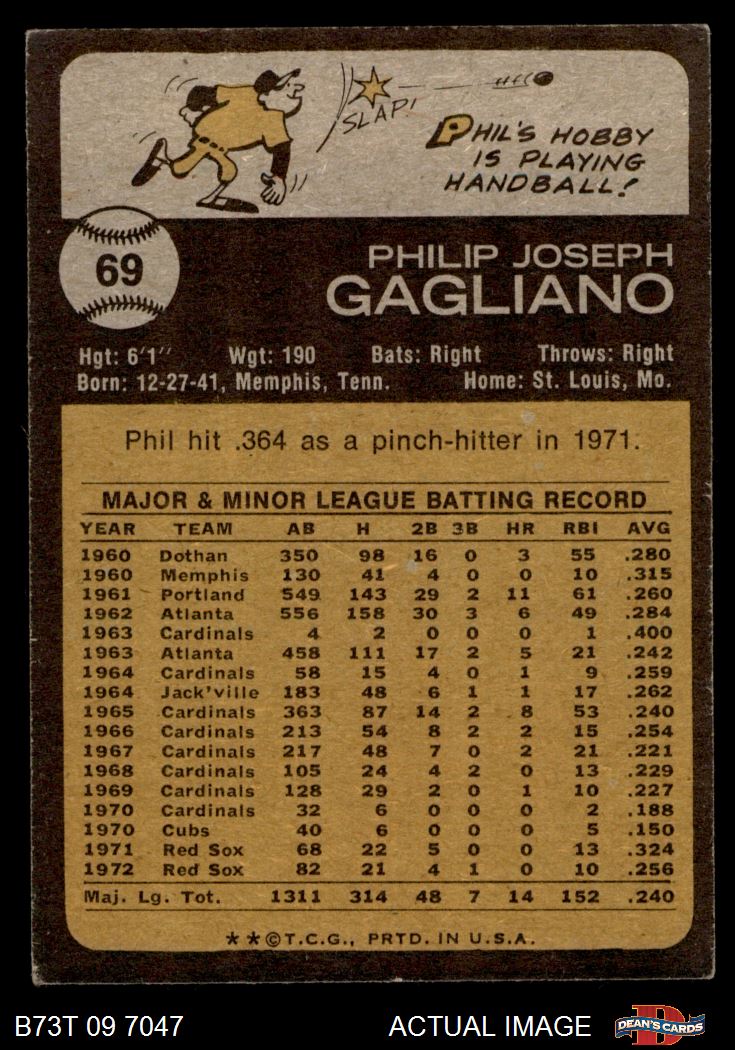 SLAP!
PHIL'S HOBBY
IS PLAYING
HANDBALL!
69
PHILIP JOSEPH
GAGLIANO
Hgt: 6'1" Wgt: 190 Bats: Right Throws: Right
Born: 12-27-41, Memphis, Tenn. Home: St. Louis, Mo.
Phil hit .364 as a pinch-hitter in 1971.
MAJOR & MINOR LEAGUE BATTING RECORD
YEAR TEAM AB H 2B 3B HR RBI AVG
1960 Dothan 350 98 16 0 3 55 .280
1960 Memphis 130 41 4 0 0 10 .315
1961 Portland 549 143 29 2 11 61 .260
1962 Atlanta 556 158 30 3 6 49 .284
1963 Cardinals 4 2 0 0 0 1 .400
1963 Atlanta 458 111 17 2 5 21 .242
1964 Cardinals 58 15 4 0 1 9 .259
1964 Jack'ville 183 48 6 1 1 17 .262
1965 Cardinals 363 87 14 2 8 53 .240
1966 Cardinals 213 54 8 2 2 15 .254
1967 Cardinals 217 48 7 0 2 21 .221
1968 Cardinals 105 24 4 2 0 13 .229
1969 Cardinals 128 29 2 0 1 10 .227
1970 Cardinals 32 6 0 0 0 2 .188
1970 Cubs 40 6 0 0 0 5 .150
1971 Red Sox 68 22 5 0 0 13 .324
1972 Red Sox 82 21 4 1 0 10 .256
Maj. Lg. Tot. 1311 314 48 7 14 152 .240
**©T.C.G., PRTD. IN U.S.A.
B73T 09 7047 ACTUAL IMAGE DEAN'S CARDS